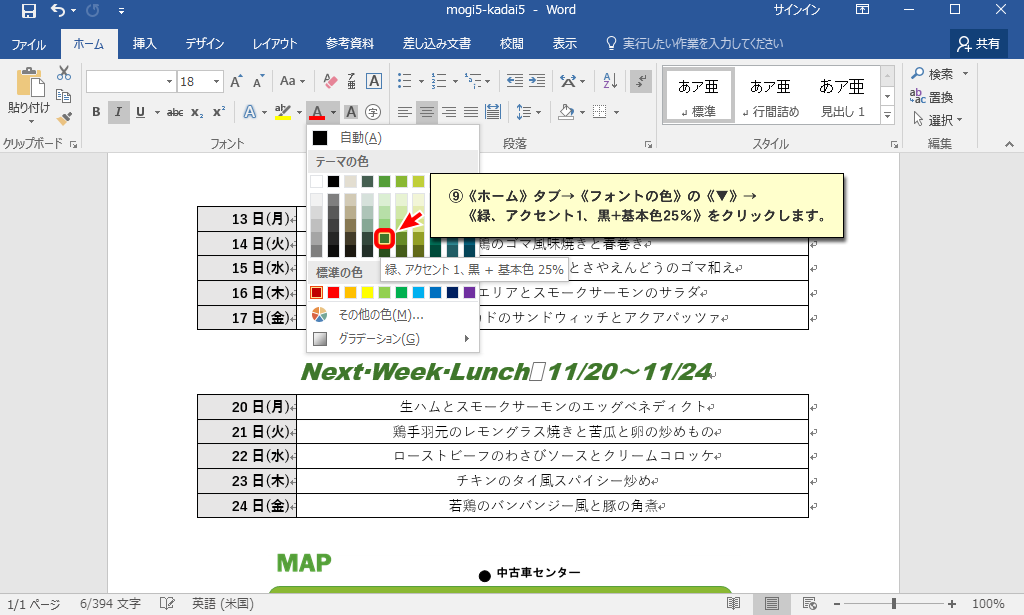 mogi5-kadai5 - Word
サインイン
ファイル ホーム 挿入 デザイン レイアウト 参考資料 差し込み文書 校閲 表示 実行したい作業を入力してください 共有
貼り付け
18
Aa
B I U abc x₂ x²
あア亜 あア亜 あア亜
標準 行間詰め 見出し 1
検索
置換
選択
クリップボード フォント 段落 スタイル 編集
自動(A)
テーマの色
標準の色
その他の色(M)...
グラデーション(G)
緑、アクセント 1、黒 + 基本色 25%
⑨《ホーム》タブ→《フォントの色》の《▼》→
《緑、アクセント1、黒+基本色25%》をクリックします。
13 日(月)
14 日(火) 鶏のゴマ風味焼きと春巻き
15 日(水) とさやえんどうのゴマ和え
16 日(木) エリアとスモークサーモンのサラダ
17 日(金) ドのサンドウィッチとアクアパッツァ
Next·Week·Lunch 11/20～11/24
20 日(月) 生ハムとスモークサーモンのエッグベネディクト
21 日(火) 鶏手羽元のレモングラス焼きと苦瓜と卵の炒めもの
22 日(水) ローストビーフのわさびソースとクリームコロッケ
23 日(木) チキンのタイ風スパイシー炒め
24 日(金) 若鶏のバンバンジー風と豚の角煮
MAP
中古車センター
1/1 ページ 6/394 文字 英語 (米国) 100%